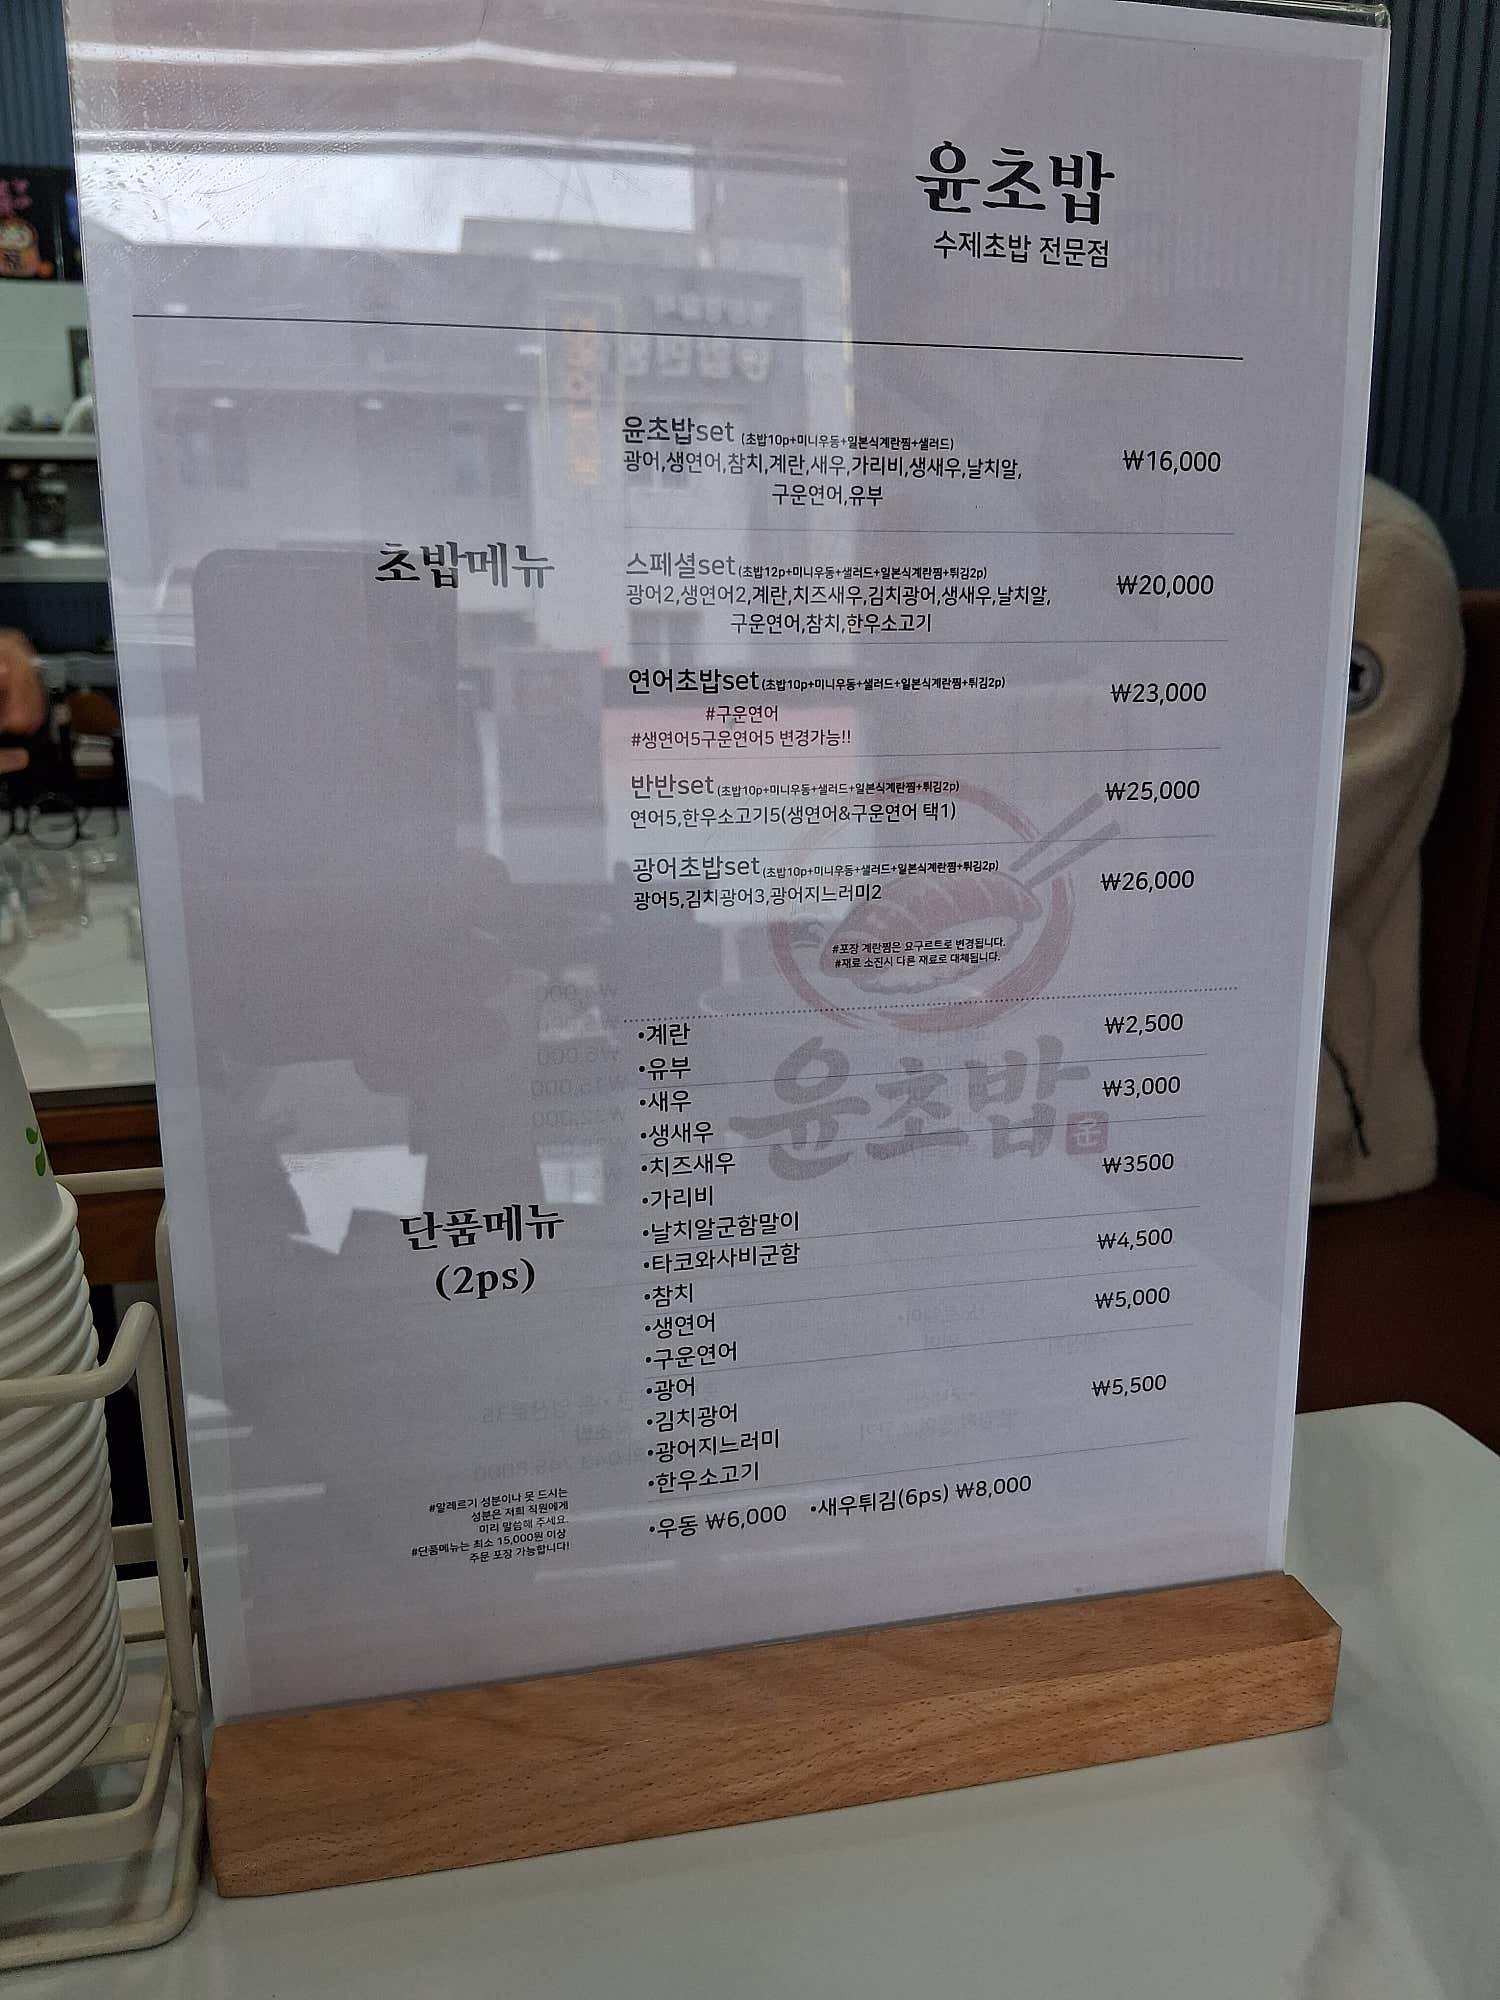 윤초밥
수제초밥 전문점
초밥메뉴
윤초밥set (초밥10p+미니우동+일본식계란찜+샐러드)
광어,생연어,참치,계란,새우,가리비,생새우,날치알,
구운연어,유부
₩16,000
스페셜set (초밥12p+미니우동+샐러드+일본식계란찜+튀김2p)
광어2,생연어2,계란,치즈새우,김치광어,생새우,날치알,
구운연어,참치,한우소고기
₩20,000
연어초밥set (초밥10p+미니우동+샐러드+일본식계란찜+튀김2p)
#구운연어
#생연어5구운연어5 변경가능!!
₩23,000
반반set (초밥10p+미니우동+샐러드+일본식계란찜+튀김2p)
연어5,한우소고기5(생연어&구운연어 택1)
₩25,000
광어초밥set (초밥10p+미니우동+샐러드+일본식계란찜+튀김2p)
광어5,김치광어3,광어지느러미2
₩26,000
#포장 계란찜은 요구르트로 변경됩니다.
#재료 소진시 다른 재료로 대체됩니다.
윤초밥
단품메뉴
(2ps)
•계란 ₩2,500
•유부
•새우 ₩3,000
•생새우
•치즈새우 ₩3500
•가리비
•날치알군함말이
•타코와사비군함 ₩4,500
•참치
•생연어 ₩5,000
•구운연어
•광어 ₩5,500
•김치광어
•광어지느러미
•한우소고기
•우동 ₩6,000 •새우튀김(6ps) ₩8,000
#알레르기 성분이나 못 드시는
성분은 저희 직원에게
미리 말씀해 주세요.
#단품메뉴는 최소 15,000원 이상
주문 포장 가능합니다!